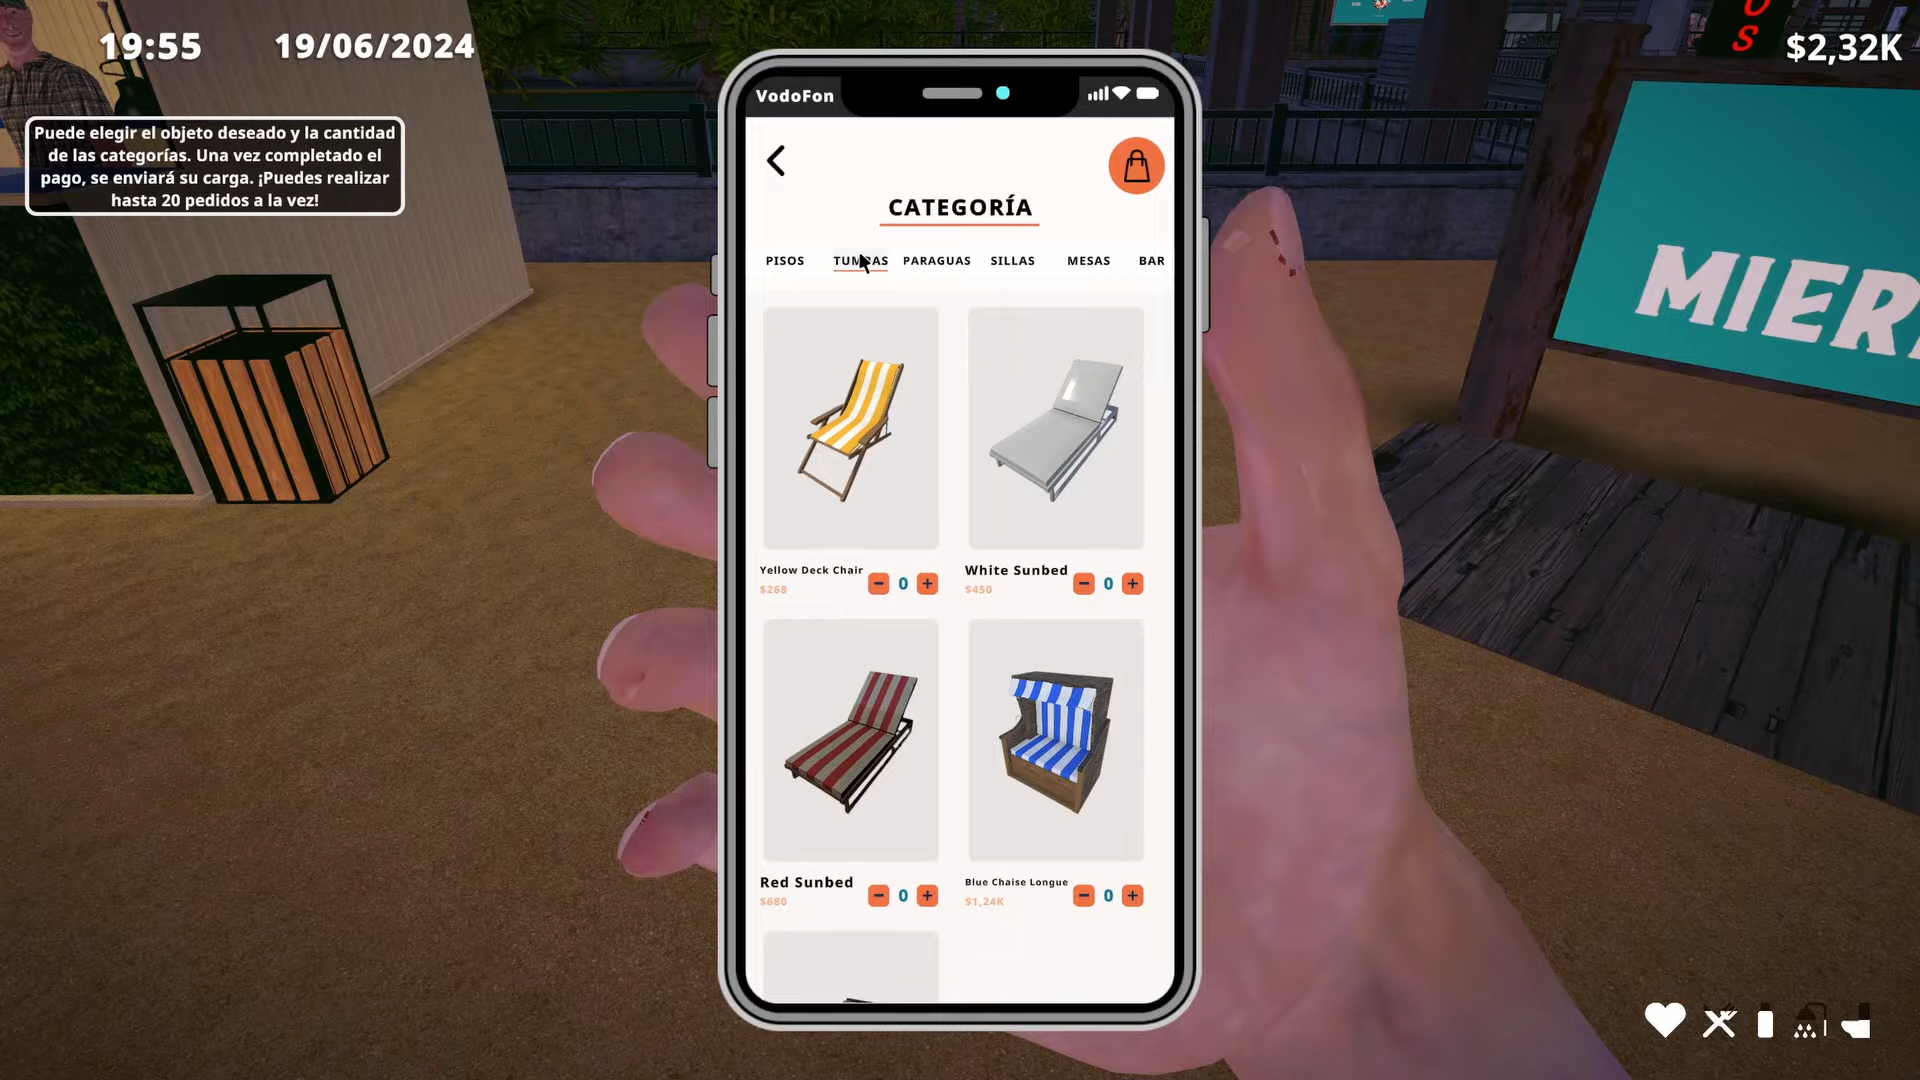 19:55
19/06/2024
$2,32K
Puede elegir el objeto deseado y la cantidad
de las categorías. Una vez completado el
pago, se enviará su carga. ¡Puedes realizar
hasta 20 pedidos a la vez!
VodoFon
CATEGORÍA
PISOS
TUMBAS
PARAGUAS
SILLAS
MESAS
BAR
Yellow Deck Chair
$268
− 0 +
White Sunbed
$450
− 0 +
Red Sunbed
$680
− 0 +
Blue Chaise Longue
$1,24K
− 0 +
MIER
OS